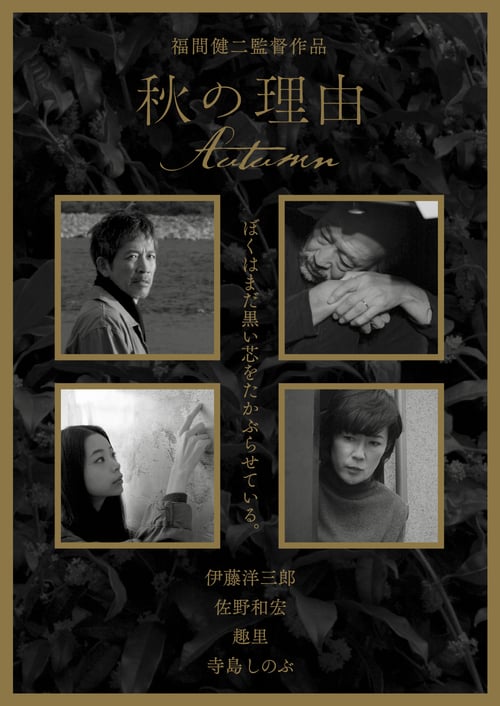 福間健二監督作品
秋の理由
Autumn
ぼくはまだ黒い芯をたかぶらせている。
伊藤洋三郎
佐野和宏
趣里
寺島しのぶ